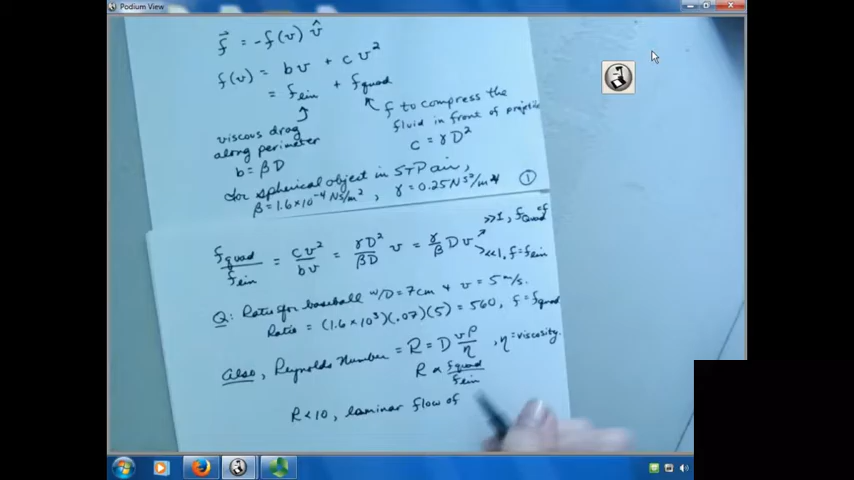 Podium View
f⃗ = -f(v) v̂
f(v) = bv + cv²
= f_lin + f_quad
viscous drag
along perimeter
b = βD
f to compress the
fluid in front of projectile
c = γD²
for spherical object in STP air,
β = 1.6×10⁻⁴ Ns/m², γ = 0.25 Ns²/m⁴ ①
f_quad/f_lin = cv²/bv = γD²/βD v = γ/β D v
>>1, f_quad=f
<<1, f=f_lin
Q: Ratio for baseball w/D=7cm & v = 5 m/s.
Ratio = (1.6×10³)(.07)(5) = 560, f=f_quad
Also, Reynolds Number = R = D vρ/η, η=viscosity.
R ∝ f_quad/f_lin
R<10, laminar flow of